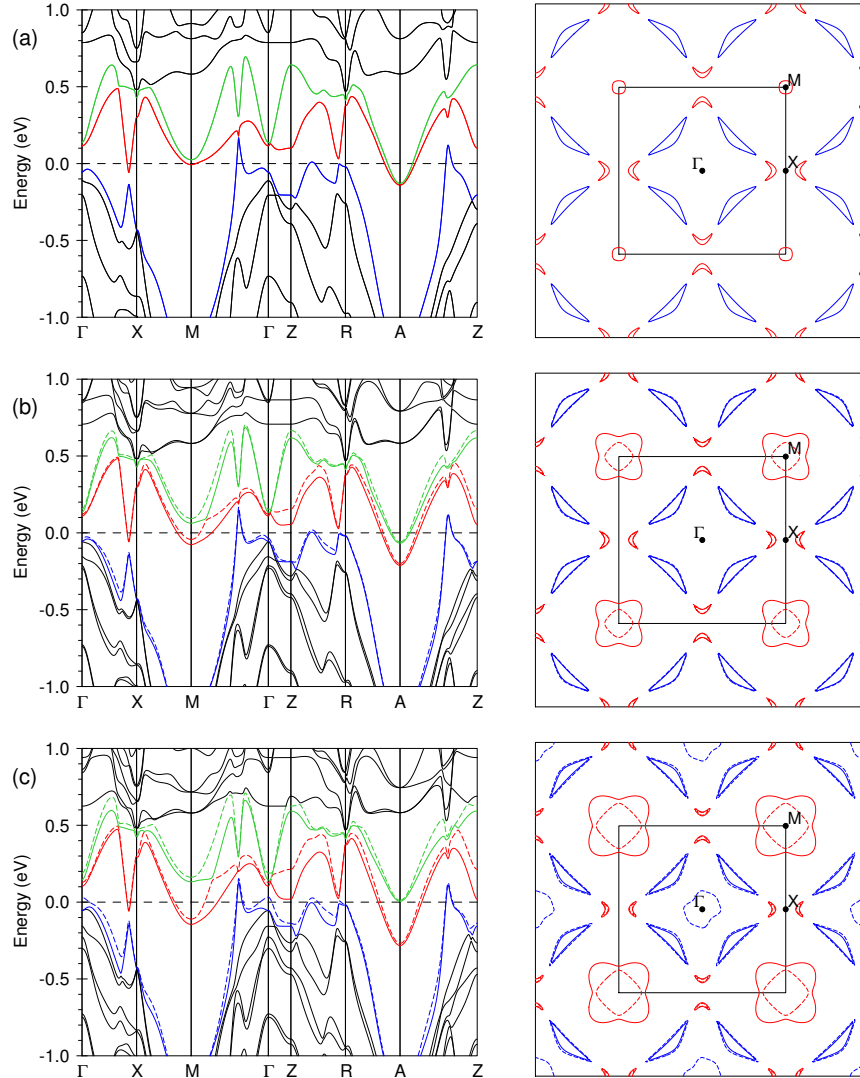 (a)
Energy (eV)
1.0
0.5
0.0
-0.5
-1.0
Γ X M Γ Z R A Z
M
Γ X
(b)
Energy (eV)
1.0
0.5
0.0
-0.5
-1.0
Γ X M Γ Z R A Z
M
Γ X
(c)
Energy (eV)
1.0
0.5
0.0
-0.5
-1.0
Γ X M Γ Z R A Z
M
Γ X